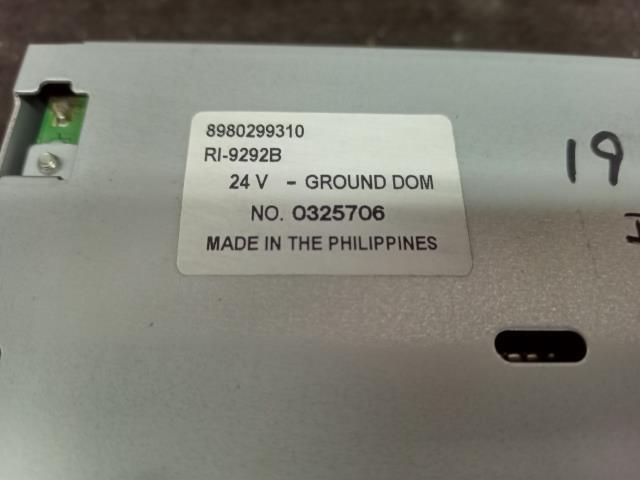 8980299310
RI-9292B
24 V - GROUND DOM
NO. 0325706
MADE IN THE PHILIPPINES
19